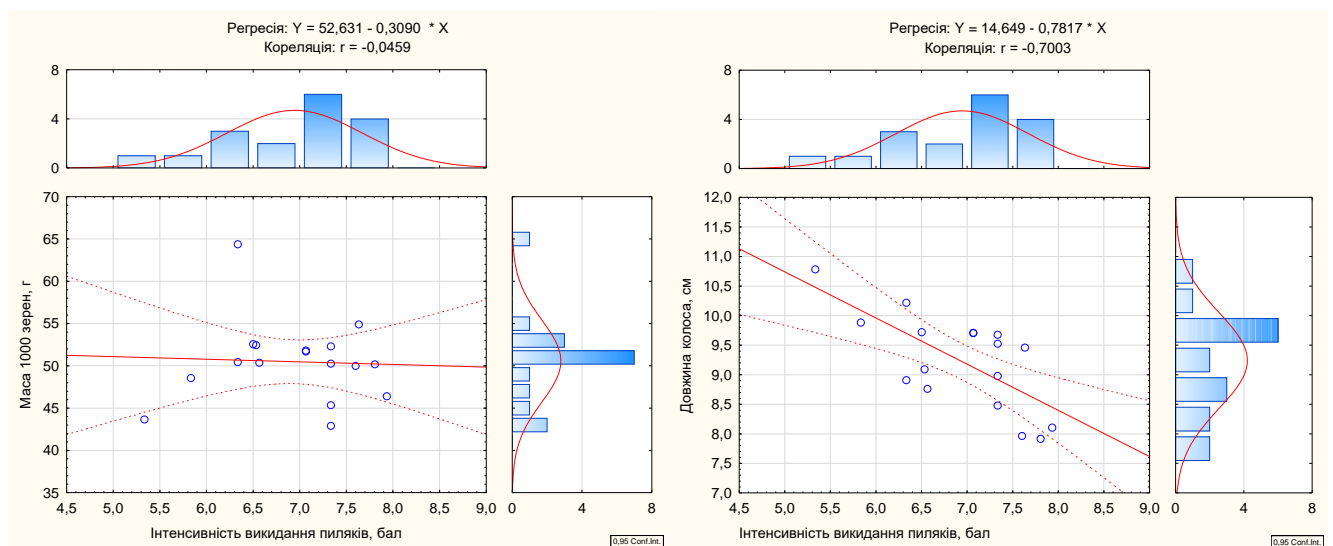 Регресія: Y = 52,631 - 0,3090 * X
Кореляція: r = -0,0459
8
4
0
70
65
60
55
50
45
40
35
Маса 1000 зерен, г
4,5 5,0 5,5 6,0 6,5 7,0 7,5 8,0 8,5 9,0
0 2 4 6 8
Інтенсивність викидання пиляків, бал
0,95 Conf.Int.
Регресія: Y = 14,649 - 0,7817 * X
Кореляція: r = -0,7003
8
4
0
12,0
11,5
11,0
10,5
10,0
9,5
9,0
8,5
8,0
7,5
7,0
Довжина колоса, см
4,5 5,0 5,5 6,0 6,5 7,0 7,5 8,0 8,5 9,0
0 4 8
Інтенсивність викидання пиляків, бал
0,95 Conf.Int.